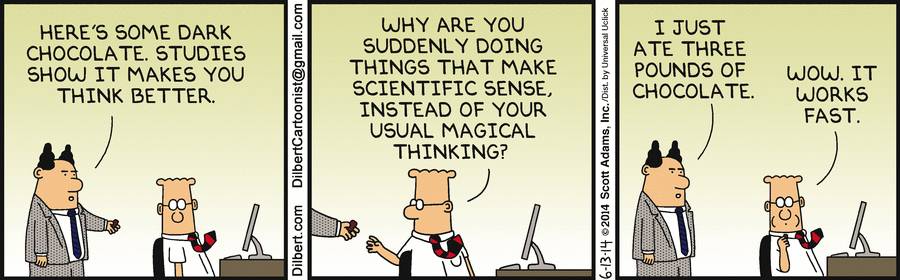 HERE'S SOME DARK
CHOCOLATE. STUDIES
SHOW IT MAKES YOU
THINK BETTER.
Dilbert.com DilbertCartoonist@gmail.com
WHY ARE YOU
SUDDENLY DOING
THINGS THAT MAKE
SCIENTIFIC SENSE,
INSTEAD OF YOUR
USUAL MAGICAL
THINKING?
6-13-14 ©2014 Scott Adams, Inc./Dist. by Universal Uclick
I JUST
ATE THREE
POUNDS OF
CHOCOLATE.
WOW. IT
WORKS
FAST.